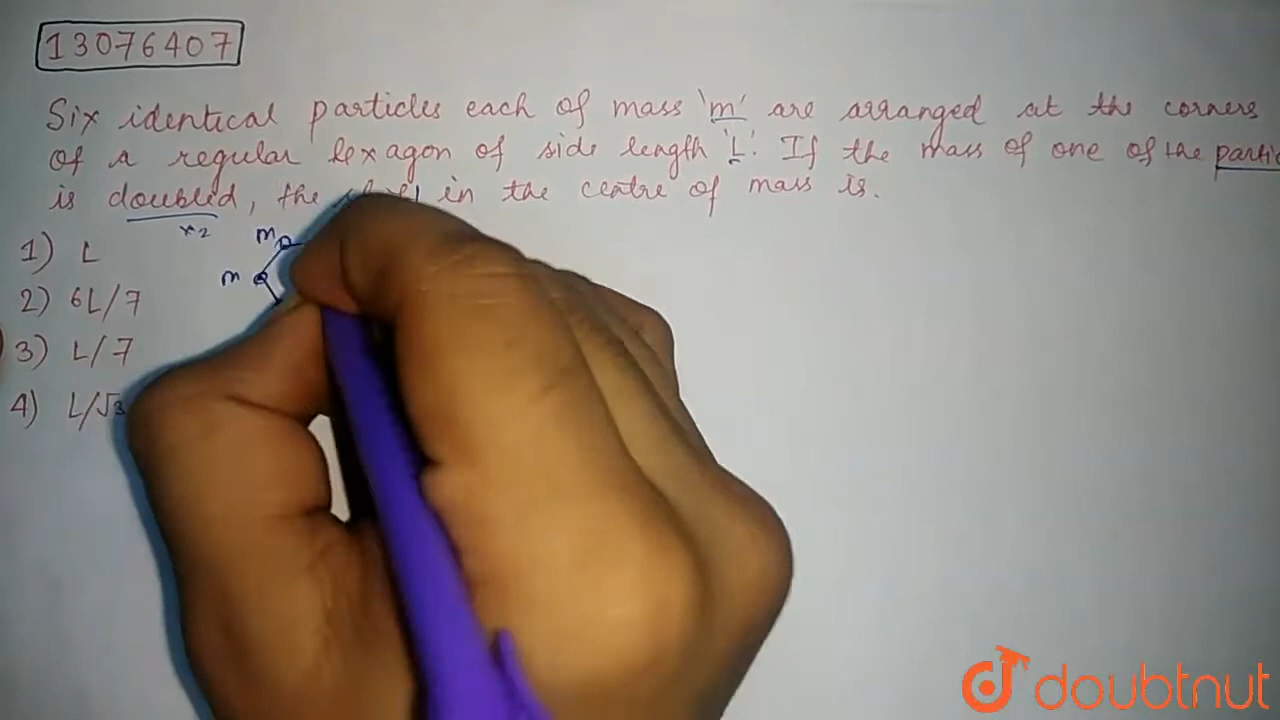 13076407
Six identical particles each of mass 'm' are arranged at the corners
of a regular hexagon of side length 'L'. If the mass of one of the partic
is doubled, the shift in the centre of mass is.
x2
1) L
m
m
2) 6L/7
3) L/7
4) L/√3
doubtnut